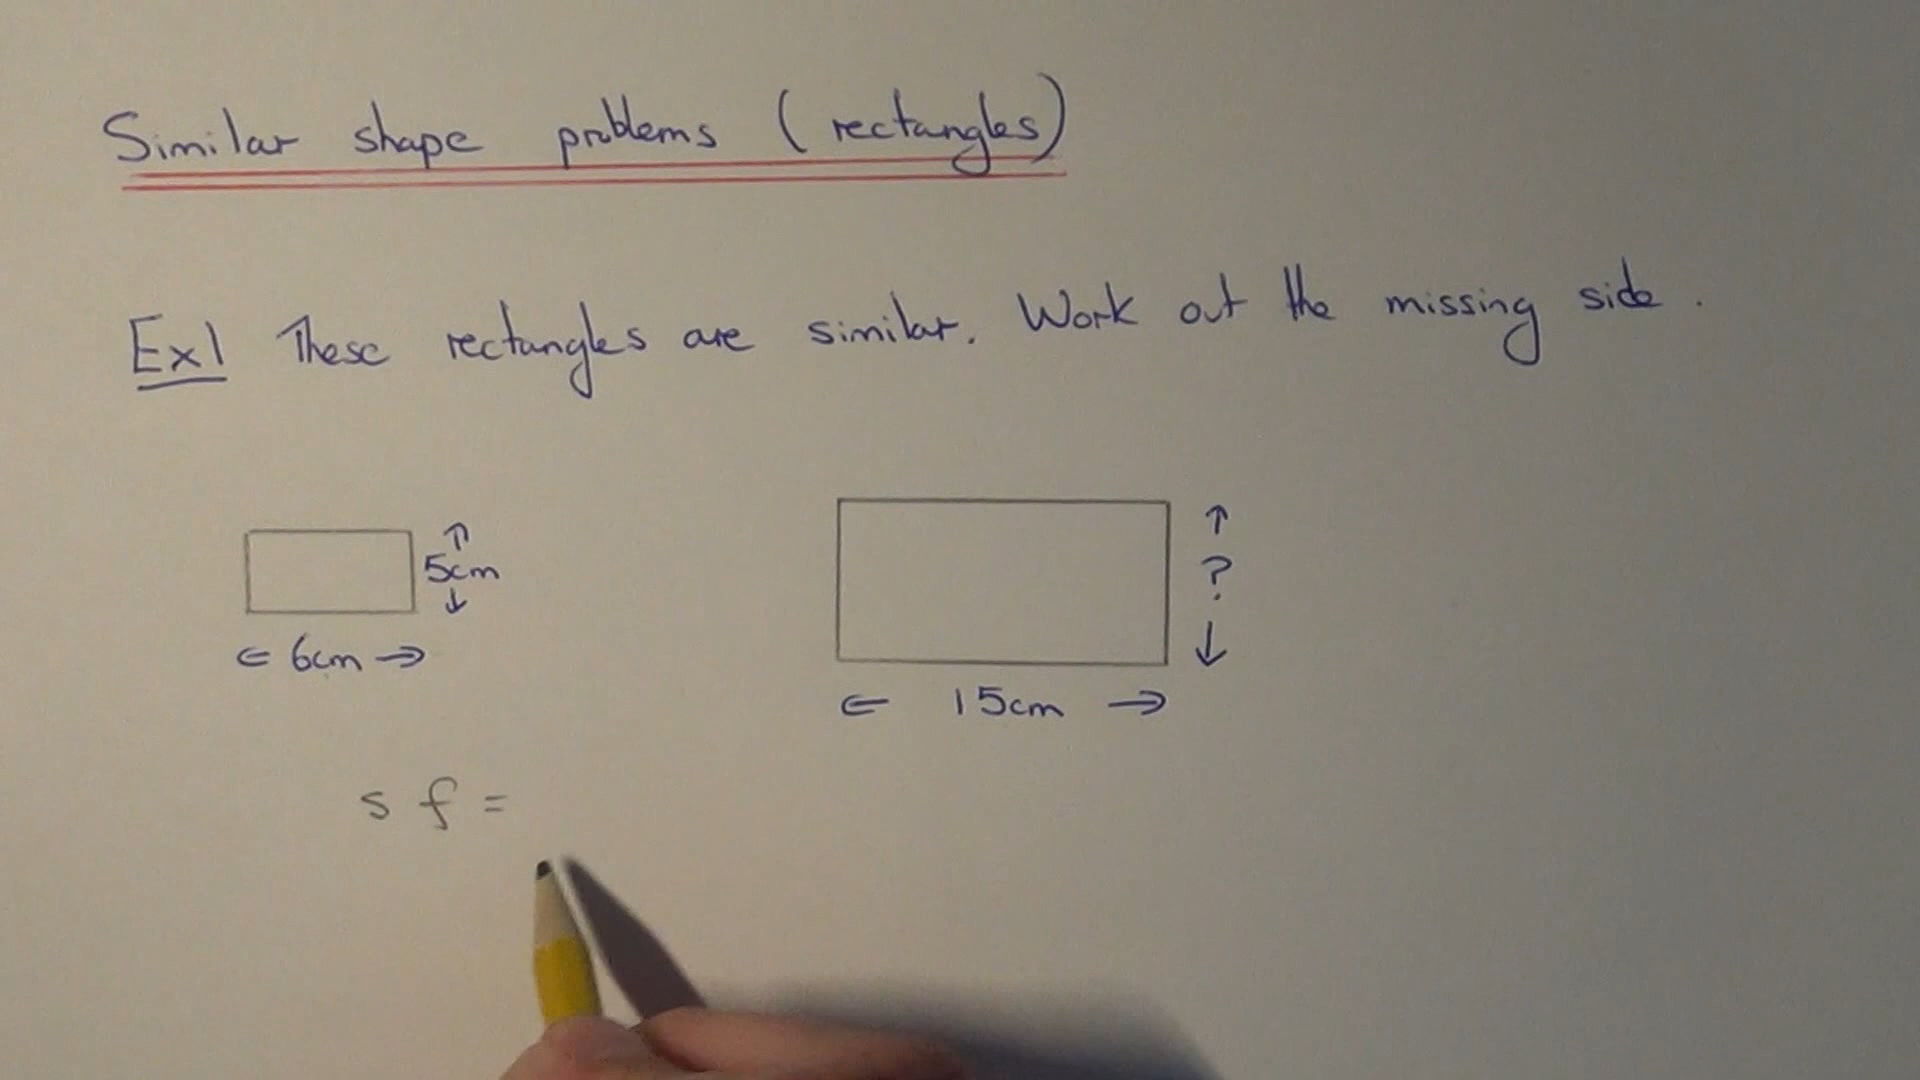 Similar shape problems (rectangles)
Ex1 These rectangles are similar. Work out the missing side.
5cm
6cm
?
15cm
s f =